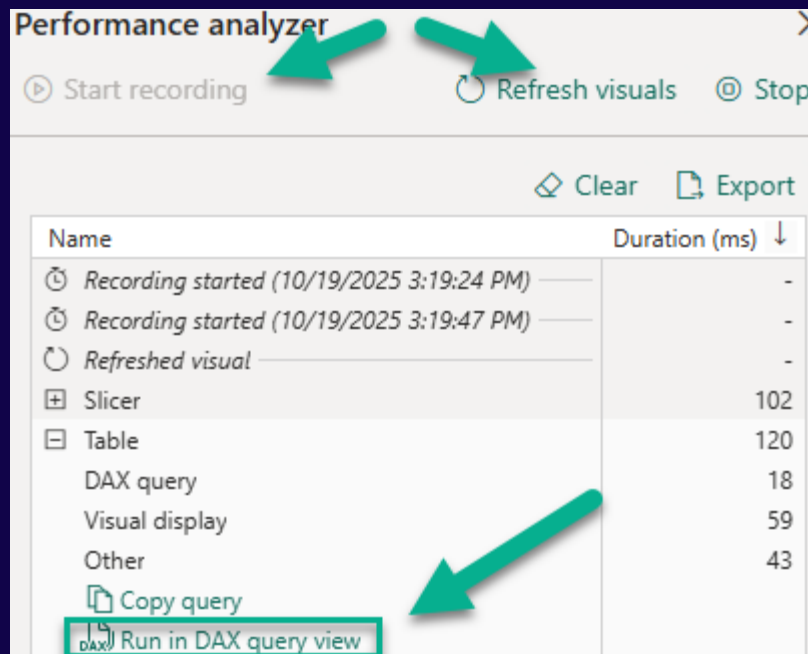 Performance analyzer
Start recording
Refresh visuals
Stop
Clear
Export
Name
Duration (ms)
Recording started (10/19/2025 3:19:24 PM)
-
Recording started (10/19/2025 3:19:47 PM)
-
Refreshed visual
-
Slicer
102
Table
120
DAX query
18
Visual display
59
Other
43
Copy query
DAX Run in DAX query view